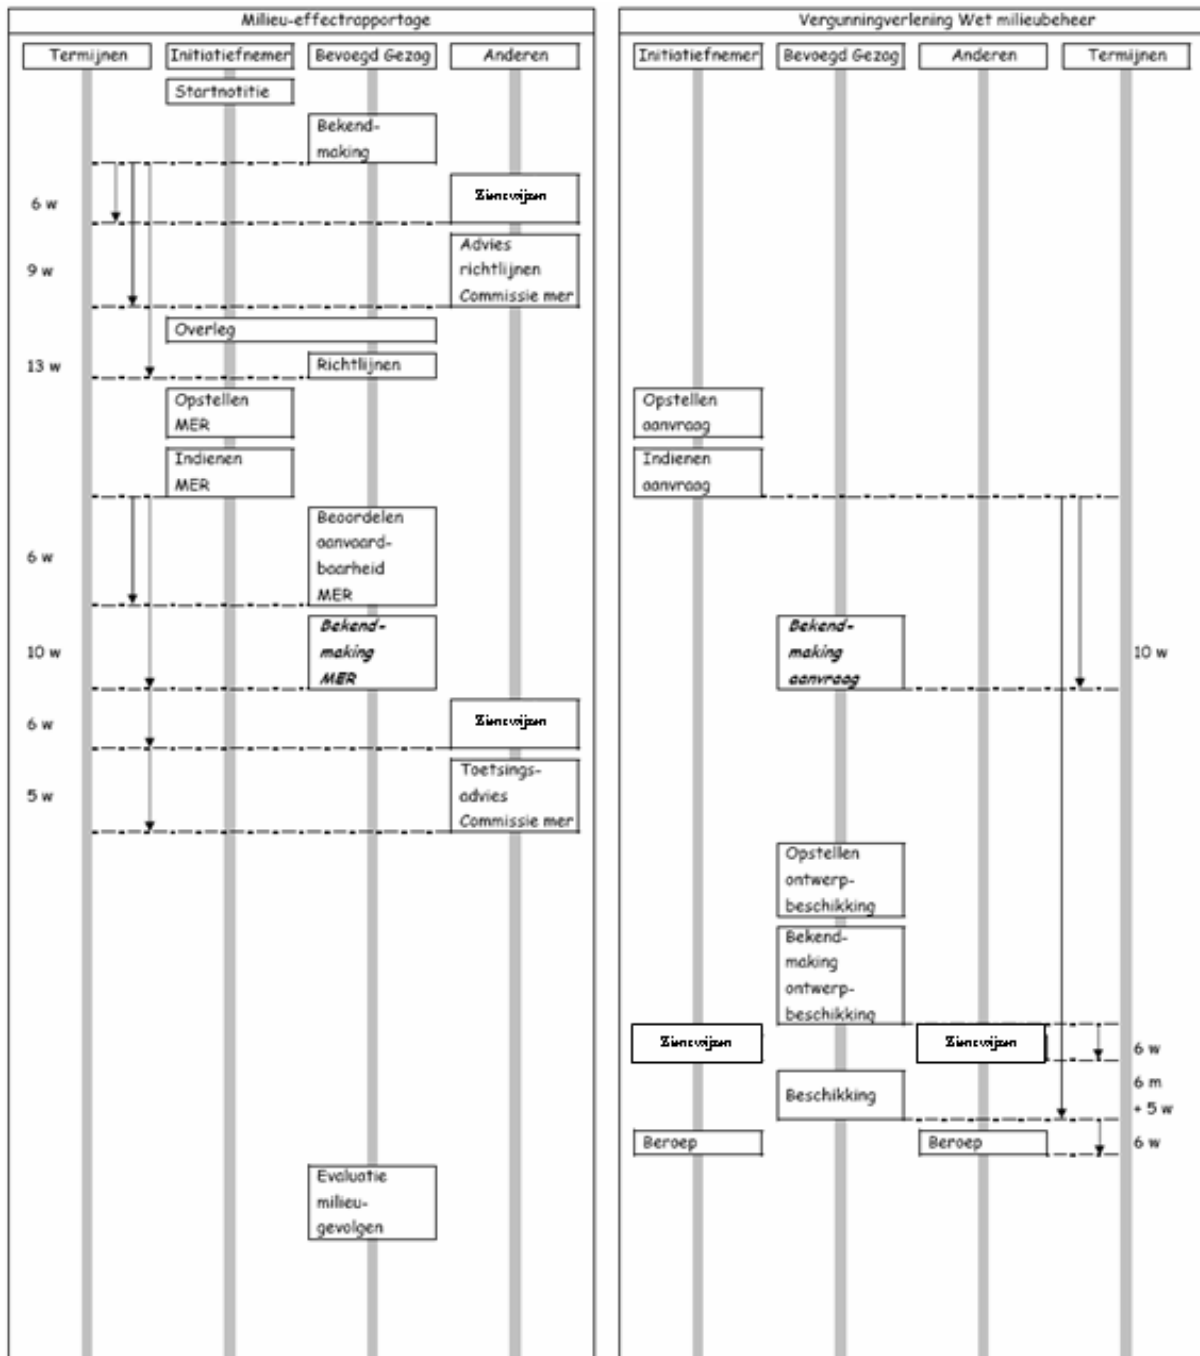 Milieu-effectrapportage
Termijnen
Initiatiefnemer
Bevoegd Gezag
Anderen
Startnotitie
Bekend-
making
6 w
Zienswijzen
9 w
Advies
richtlijnen
Commissie mer
Overleg
13 w
Richtlijnen
Opstellen
MER
Indienen
MER
6 w
Beoordelen
aanvaard-
baarheid
MER
10 w
Bekend-
making
MER
6 w
Zienswijzen
5 w
Toetsings-
advies
Commissie mer
Evaluatie
milieu-
gevolgen
Vergunningverlening Wet milieubeheer
Initiatiefnemer
Bevoegd Gezag
Anderen
Termijnen
Opstellen
aanvraag
Indienen
aanvraag
Bekend-
making
aanvraag
10 w
Opstellen
ontwerp-
beschikking
Bekend-
making
ontwerp-
beschikking
Zienswijzen
Zienswijzen
6 w
Beschikking
6 m
+ 5 w
Beroep
Beroep
6 w